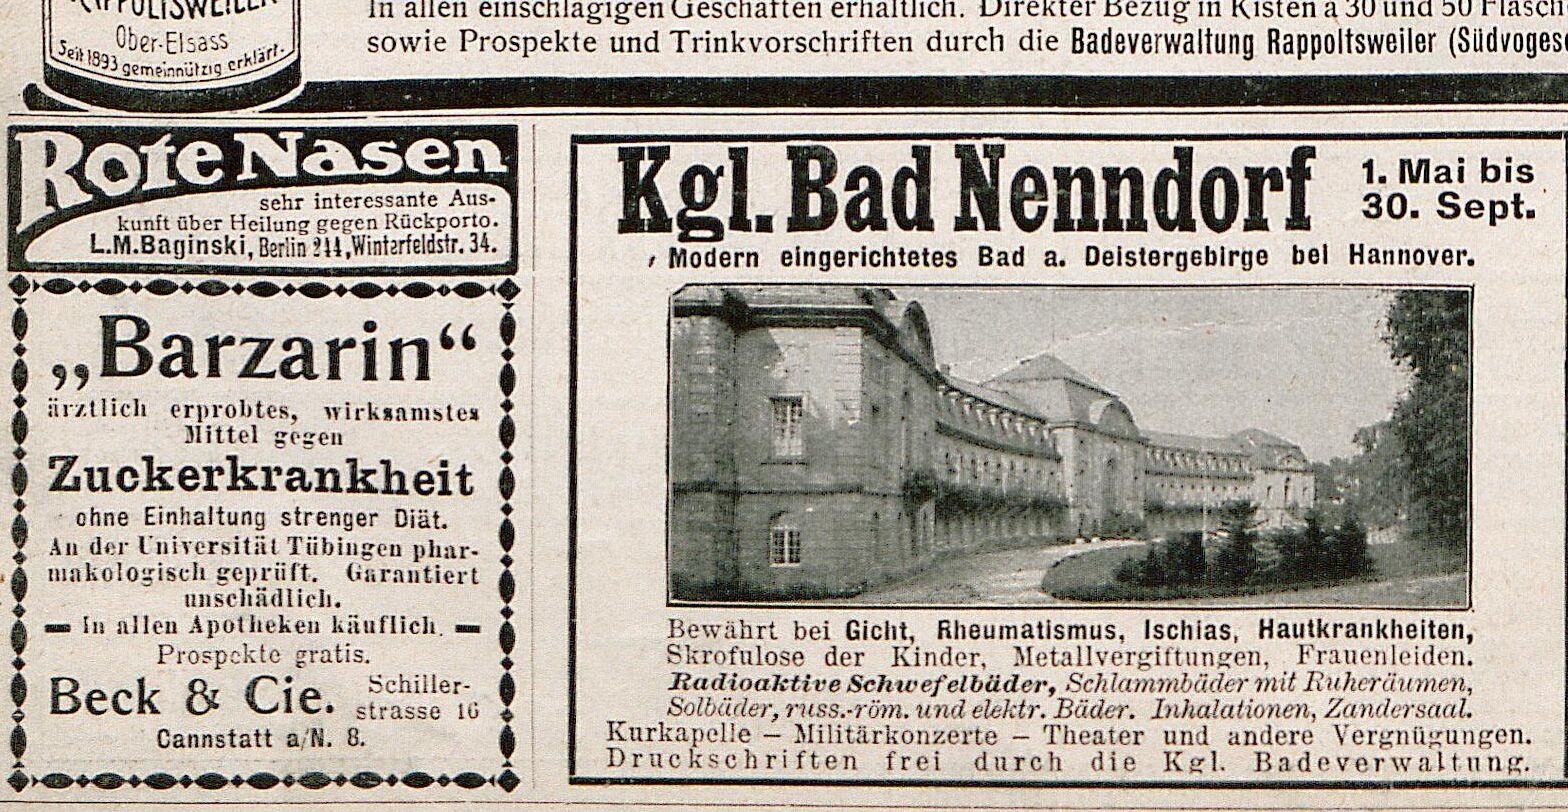 RAPPOLTSWEILER
Ober-Elsass
Seit 1893 gemeinnützig erklärt.
In allen einschlägigen Geschäften erhältlich. Direkter Bezug in Kisten à 30 und 50
sowie Prospekte und Trinkvorschriften durch die Badeverwaltung Rappoltsweiler
Rote Nasen
sehr interessante Aus-
kunft über Heilung gegen Rückporto.
L.M.Baginski, Berlin 244, Winterfeldstr. 34.
„Barzarin“
ärztlich erprobtes, wirksamstes
Mittel gegen
Zuckerkrankheit
ohne Einhaltung strenger Diät.
An der Universität Tübingen phar-
makologisch geprüft. Garantiert
unschädlich.
In allen Apotheken käuflich.
Prospekte gratis.
Beck & Cie. Schiller-
strasse 16
Cannstatt a/N. 8.
Kgl. Bad Nenndorf 1. Mai bis
30. Sept.
Modern eingerichtetes Bad a. Deistergebirge bei Hannover.
Bewährt bei Gicht, Rheumatismus, Ischias, Hautkrankheiten,
Skrofulose der Kinder, Metallvergiftungen, Frauenleiden.
Radioaktive Schwefelbäder, Schlammbäder mit Ruheräumen,
Solbäder, russ.-röm. und elektr. Bäder. Inhalationen, Zandersaal.
Kurkapelle — Militärkonzerte — Theater und andere Vergnügungen.
Druckschriften frei durch die Kgl. Badeverwaltung.